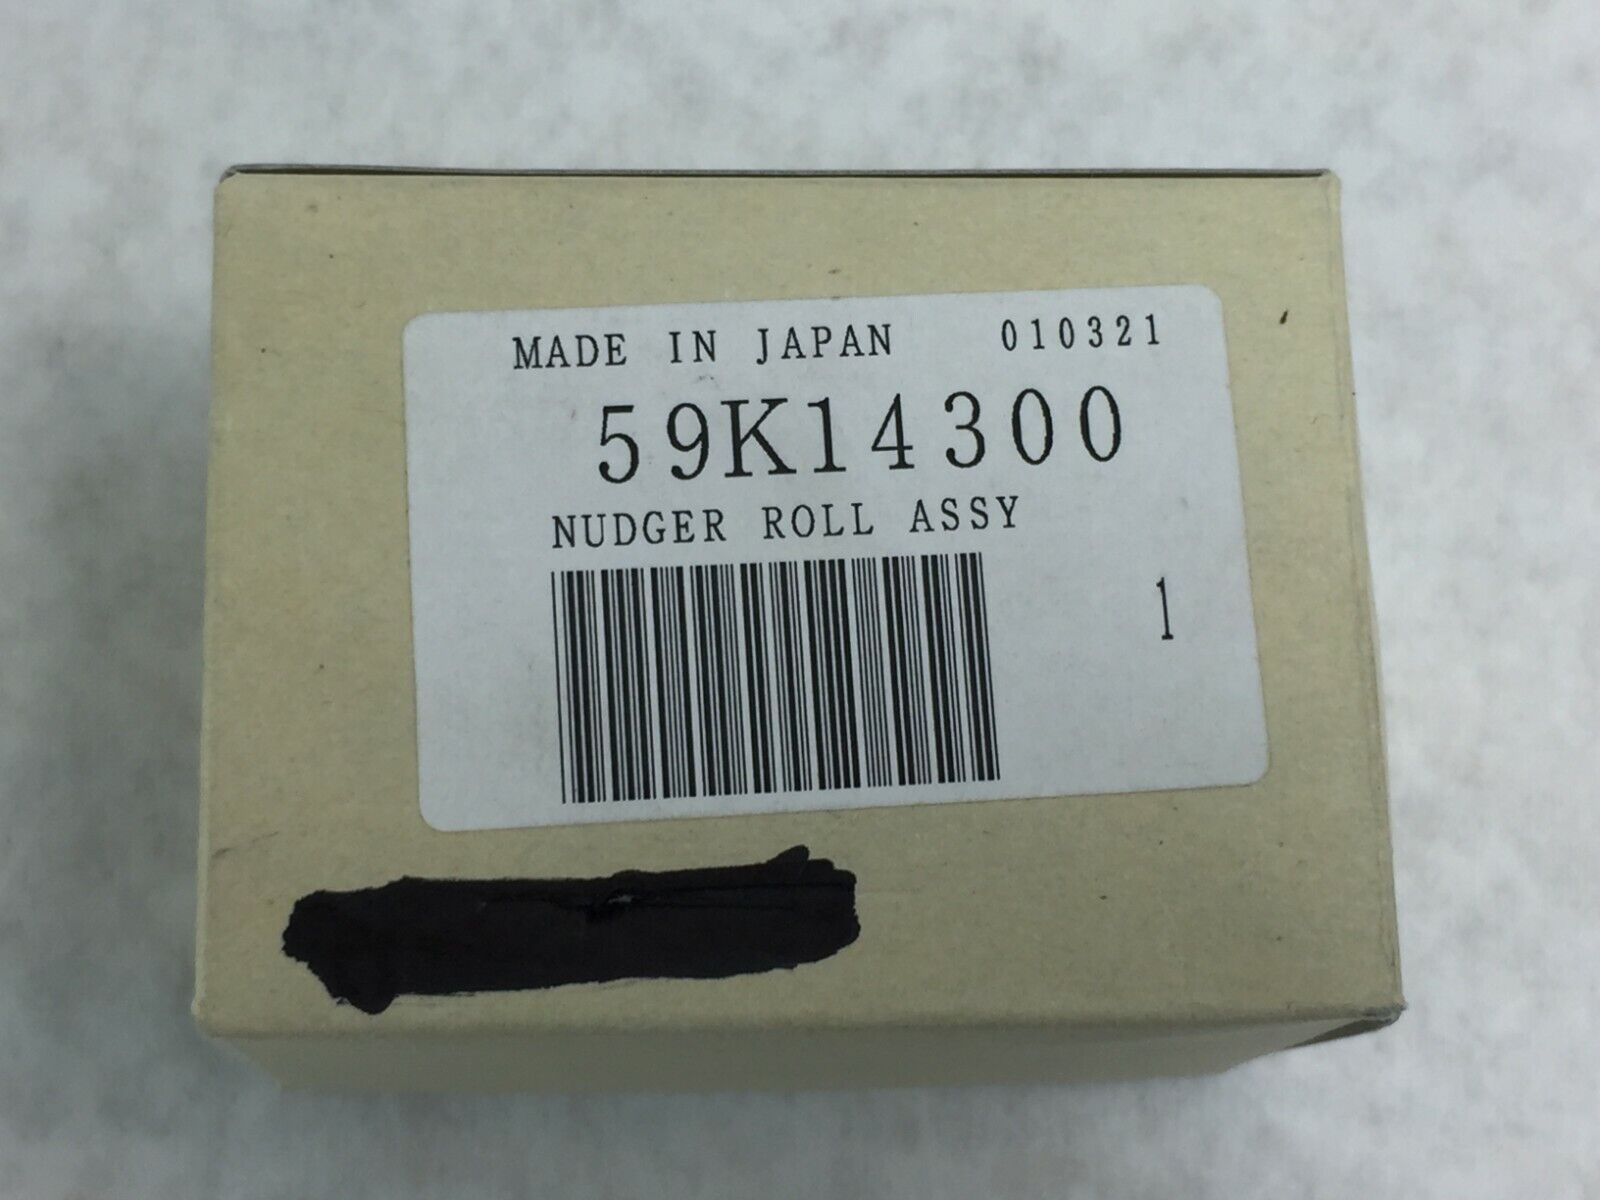 MADE IN JAPAN 010321
59K14300
NUDGER ROLL ASSY
1